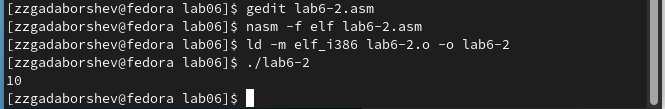 [zzgadaborshev@fedora lab06]$ gedit lab6-2.asm
[zzgadaborshev@fedora lab06]$ nasm -f elf lab6-2.asm
[zzgadaborshev@fedora lab06]$ ld -m elf_i386 lab6-2.o -o lab6-2
[zzgadaborshev@fedora lab06]$ ./lab6-2
10
[zzgadaborshev@fedora lab06]$